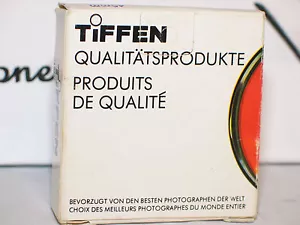 TIFFEN
QUALITÄTSPRODUKTE
PRODUITS
DE QUALITÉ
BEVORZUGT VON DEN BESTEN PHOTOGRAPHEN DER WELT
CHOIX DES MEILLEURS PHOTOGRAPHES DU MONDE ENTIER